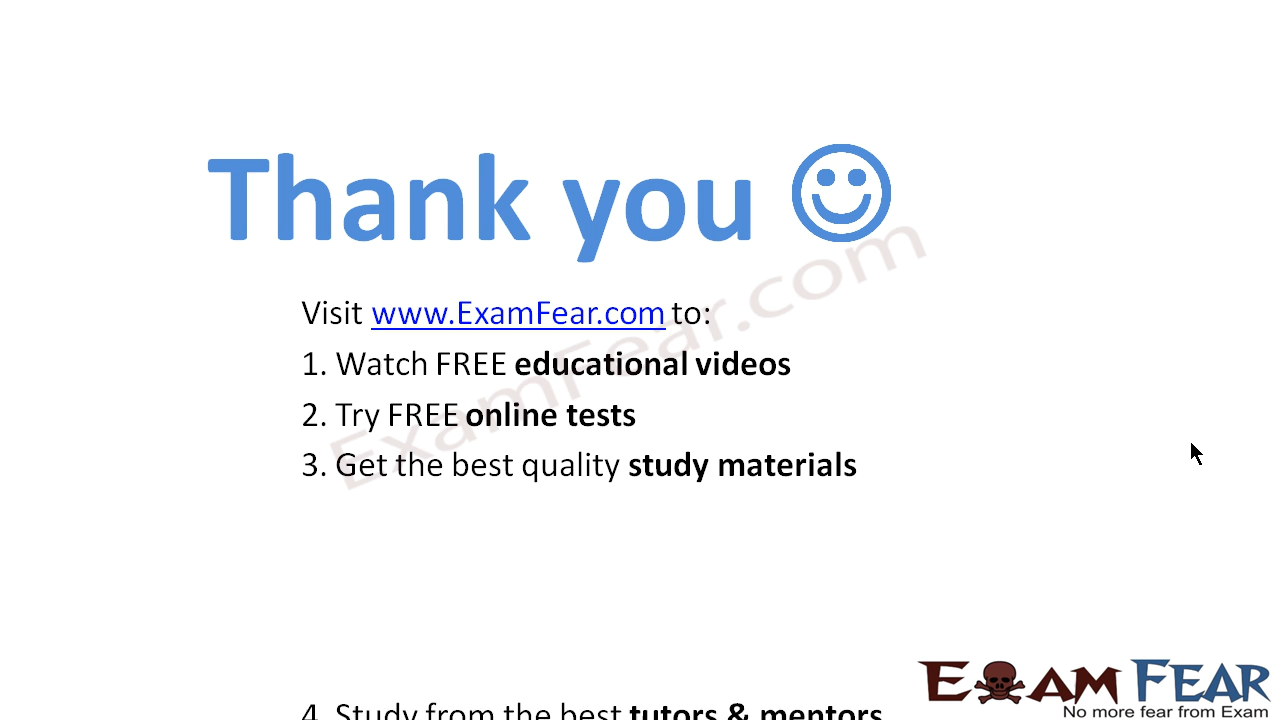 Thank you
Visit www.ExamFear.com to:
1. Watch FREE educational videos
2. Try FREE online tests
3. Get the best quality study materials
ExamFear.com
4. Study from the best tutors & mentors
EXAM FEAR
No more fear from Exam